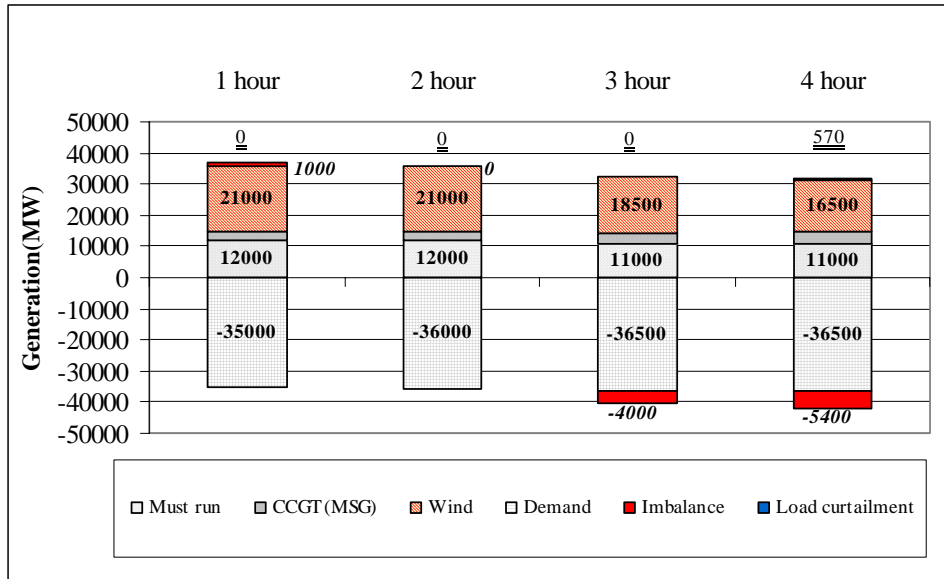 1 hour 2 hour 3 hour 4 hour
Generation(MW)
50000
40000
30000
20000
10000
0
-10000
-20000
-30000
-40000
-50000
0 0 0 570
1000 0
21000 21000 18500 16500
12000 12000 11000 11000
-35000 -36000 -36500 -36500
-4000 -5400
Must run CCGT(MSG) Wind Demand Imbalance Load curtailment